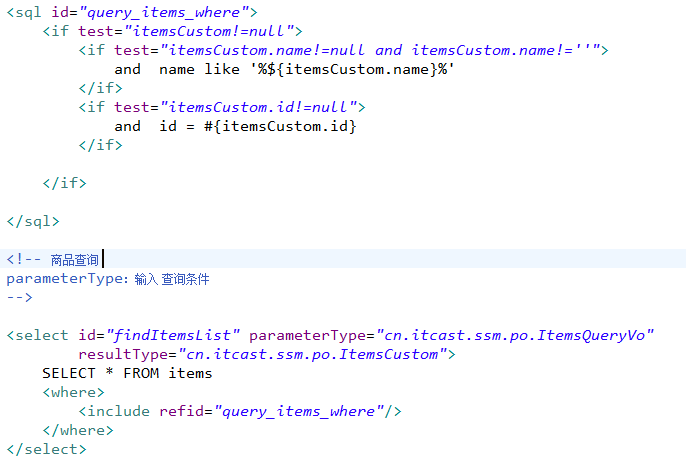 <sql id="query_items_where">
<if test="itemsCustom!=null">
<if test="itemsCustom.name!=null and itemsCustom.name!=''">
and  name like '%${itemsCustom.name}%'
</if>
<if test="itemsCustom.id!=null">
and  id = #{itemsCustom.id}
</if>
</if>
</sql>
<!-- 商品查询
parameterType：输入 查询条件
-->
<select id="findItemsList" parameterType="cn.itcast.ssm.po.ItemsQueryVo"
resultType="cn.itcast.ssm.po.ItemsCustom">
SELECT * FROM items
<where>
<include refid="query_items_where"/>
</where>
</select>